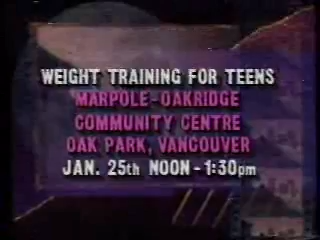 WEIGHT TRAINING FOR TEENS
MARPOLE-OAKRIDGE
COMMUNITY CENTRE
OAK PARK, VANCOUVER
JAN. 25th NOON-1:30pm